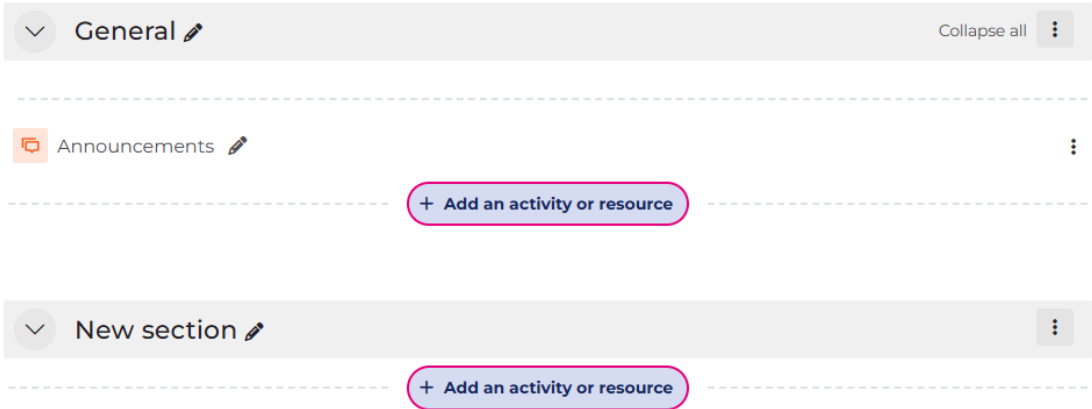 General
Collapse all
Announcements
+ Add an activity or resource
New section
+ Add an activity or resource